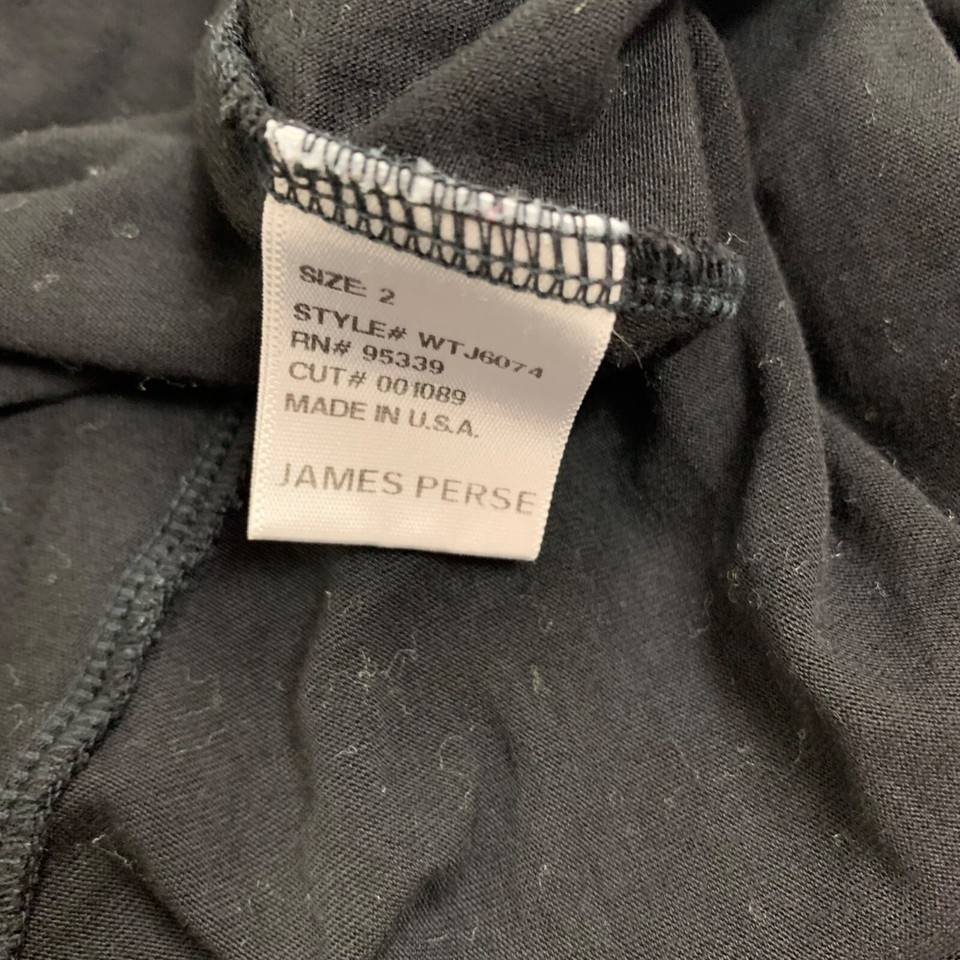 SIZE: 2
STYLE# WTJ6074
RN# 95339
CUT# 001089
MADE IN U.S.A.
JAMES PERSE